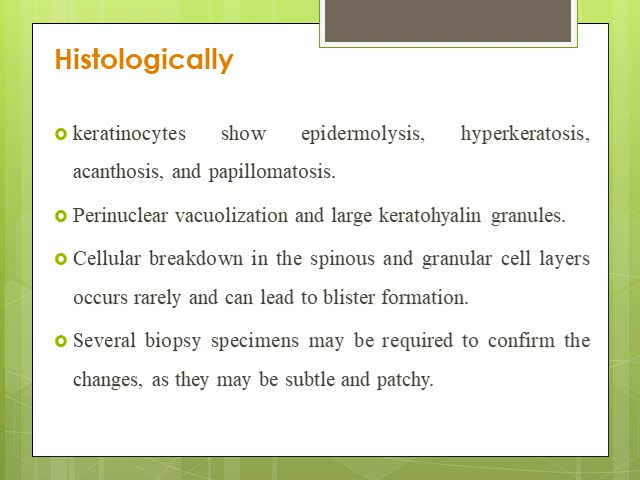 Histologically
keratinocytes show epidermolysis, hyperkeratosis,
acanthosis, and papillomatosis.
Perinuclear vacuolization and large keratohyalin granules.
Cellular breakdown in the spinous and granular cell layers
occurs rarely and can lead to blister formation.
Several biopsy specimens may be required to confirm the
changes, as they may be subtle and patchy.